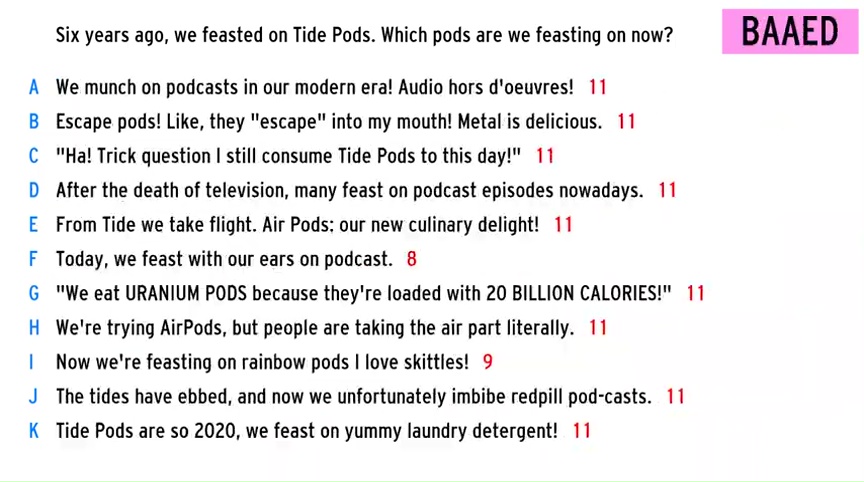 Six years ago, we feasted on Tide Pods. Which pods are we feasting on now?
BAAED
A We munch on podcasts in our modern era! Audio hors d'oeuvres! 11
B Escape pods! Like, they "escape" into my mouth! Metal is delicious. 11
C "Ha! Trick question I still consume Tide Pods to this day!" 11
D After the death of television, many feast on podcast episodes nowadays. 11
E From Tide we take flight. Air Pods; our new culinary delight! 11
F Today, we feast with our ears on podcast. 8
G "We eat URANIUM PODS because they're loaded with 20 BILLION CALORIES!" 11
H We're trying AirPods, but people are taking the air part literally. 11
I Now we're feasting on rainbow pods I love skittles! 9
J The tides have ebbed, and now we unfortunately imbibe redpill pod-casts. 11
K Tide Pods are so 2020, we feast on yummy laundry detergent! 11